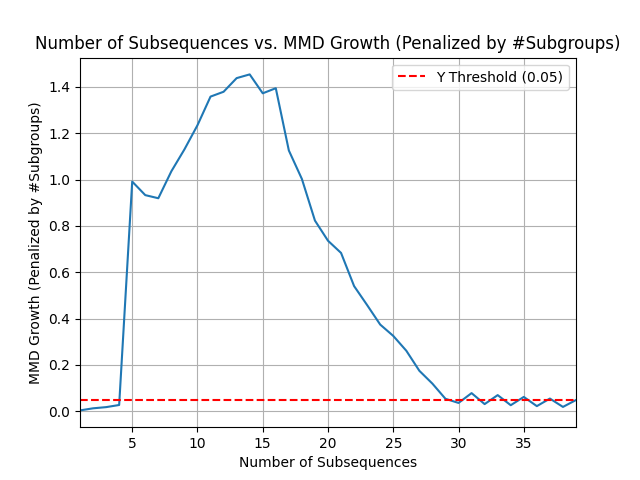 Number of Subsequences vs. MMD Growth (Penalized by #Subgroups)
Y Threshold (0.05)
MMD Growth (Penalized by #Subgroups)
1.4
1.2
1.0
0.8
0.6
0.4
0.2
0.0
5 10 15 20 25 30 35
Number of Subsequences